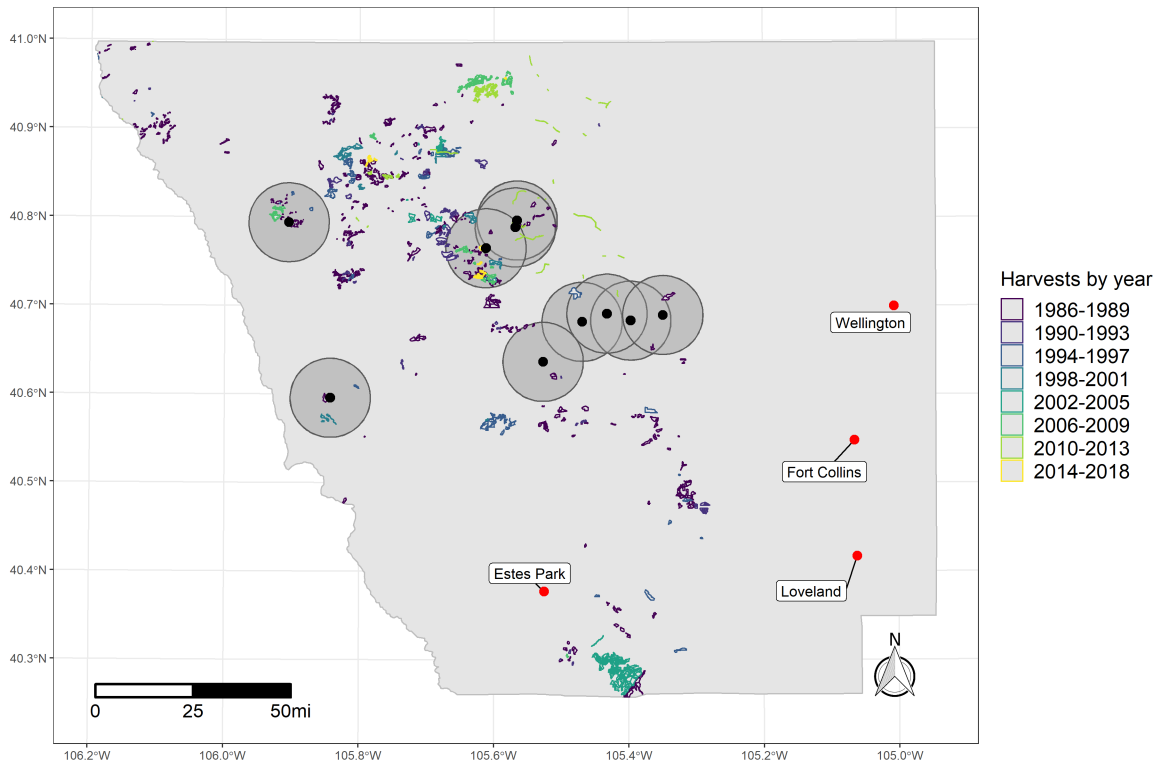 41.0°N
40.9°N
40.8°N
40.7°N
40.6°N
40.5°N
40.4°N
40.3°N
Wellington
Fort Collins
Estes Park
Loveland
N
0 25 50mi
106.2°W 106.0°W 105.8°W 105.6°W 105.4°W 105.2°W 105.0°W
Harvests by year
1986-1989
1990-1993
1994-1997
1998-2001
2002-2005
2006-2009
2010-2013
2014-2018